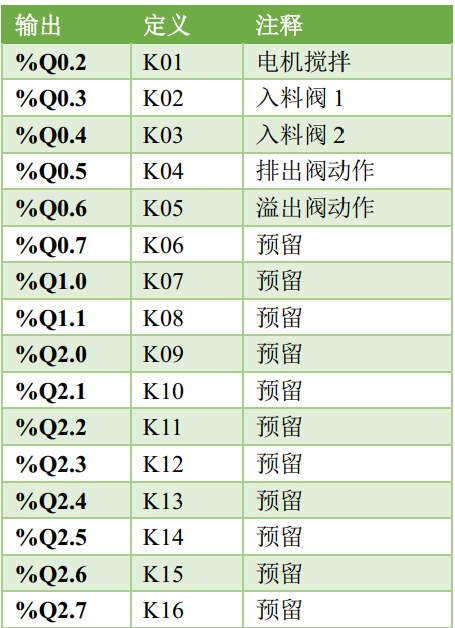 输出 定义 注释
%Q0.2 K01 电机搅拌
%Q0.3 K02 入料阀 1
%Q0.4 K03 入料阀 2
%Q0.5 K04 排出阀动作
%Q0.6 K05 溢出阀动作
%Q0.7 K06 预留
%Q1.0 K07 预留
%Q1.1 K08 预留
%Q2.0 K09 预留
%Q2.1 K10 预留
%Q2.2 K11 预留
%Q2.3 K12 预留
%Q2.4 K13 预留
%Q2.5 K14 预留
%Q2.6 K15 预留
%Q2.7 K16 预留